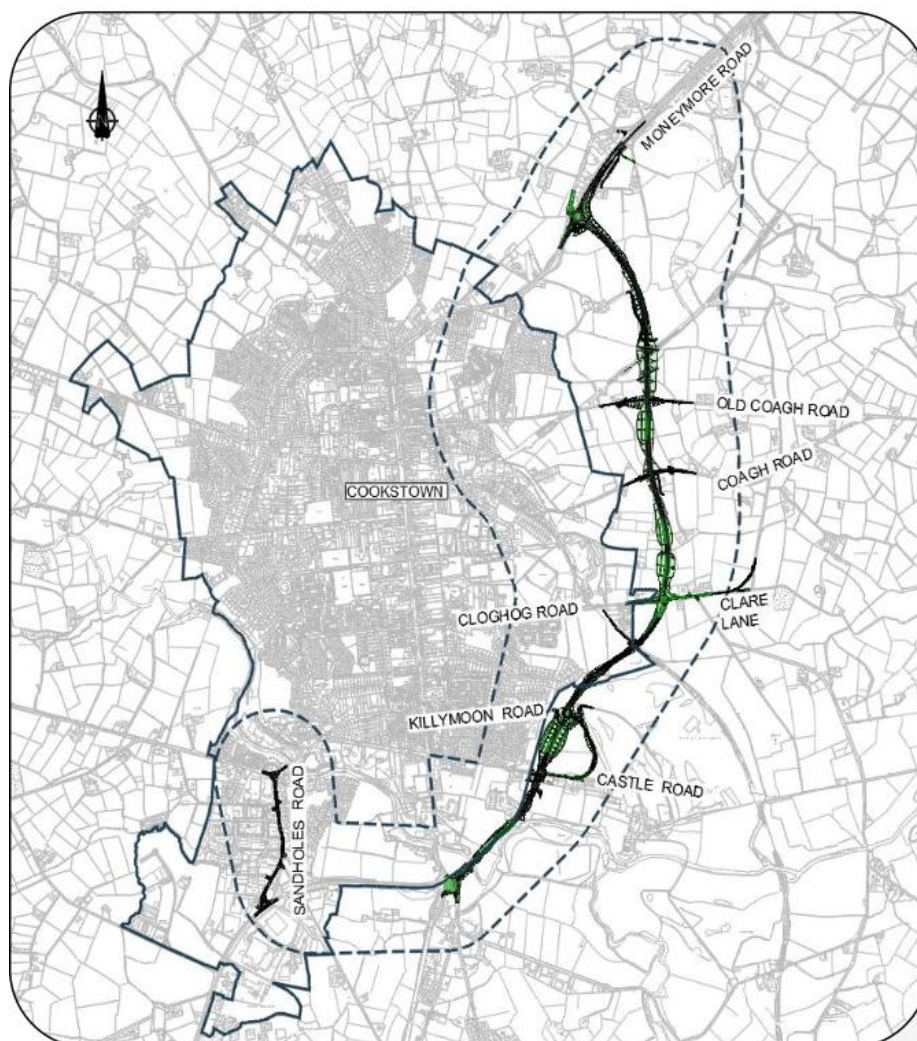 MONEYMORE ROAD
N
OLD COAGH ROAD
COAGH ROAD
COOKSTOWN
CLOGHOG ROAD
CLARE
LANE
KILLYMOON ROAD
CASTLE ROAD
SANDHOLES ROAD